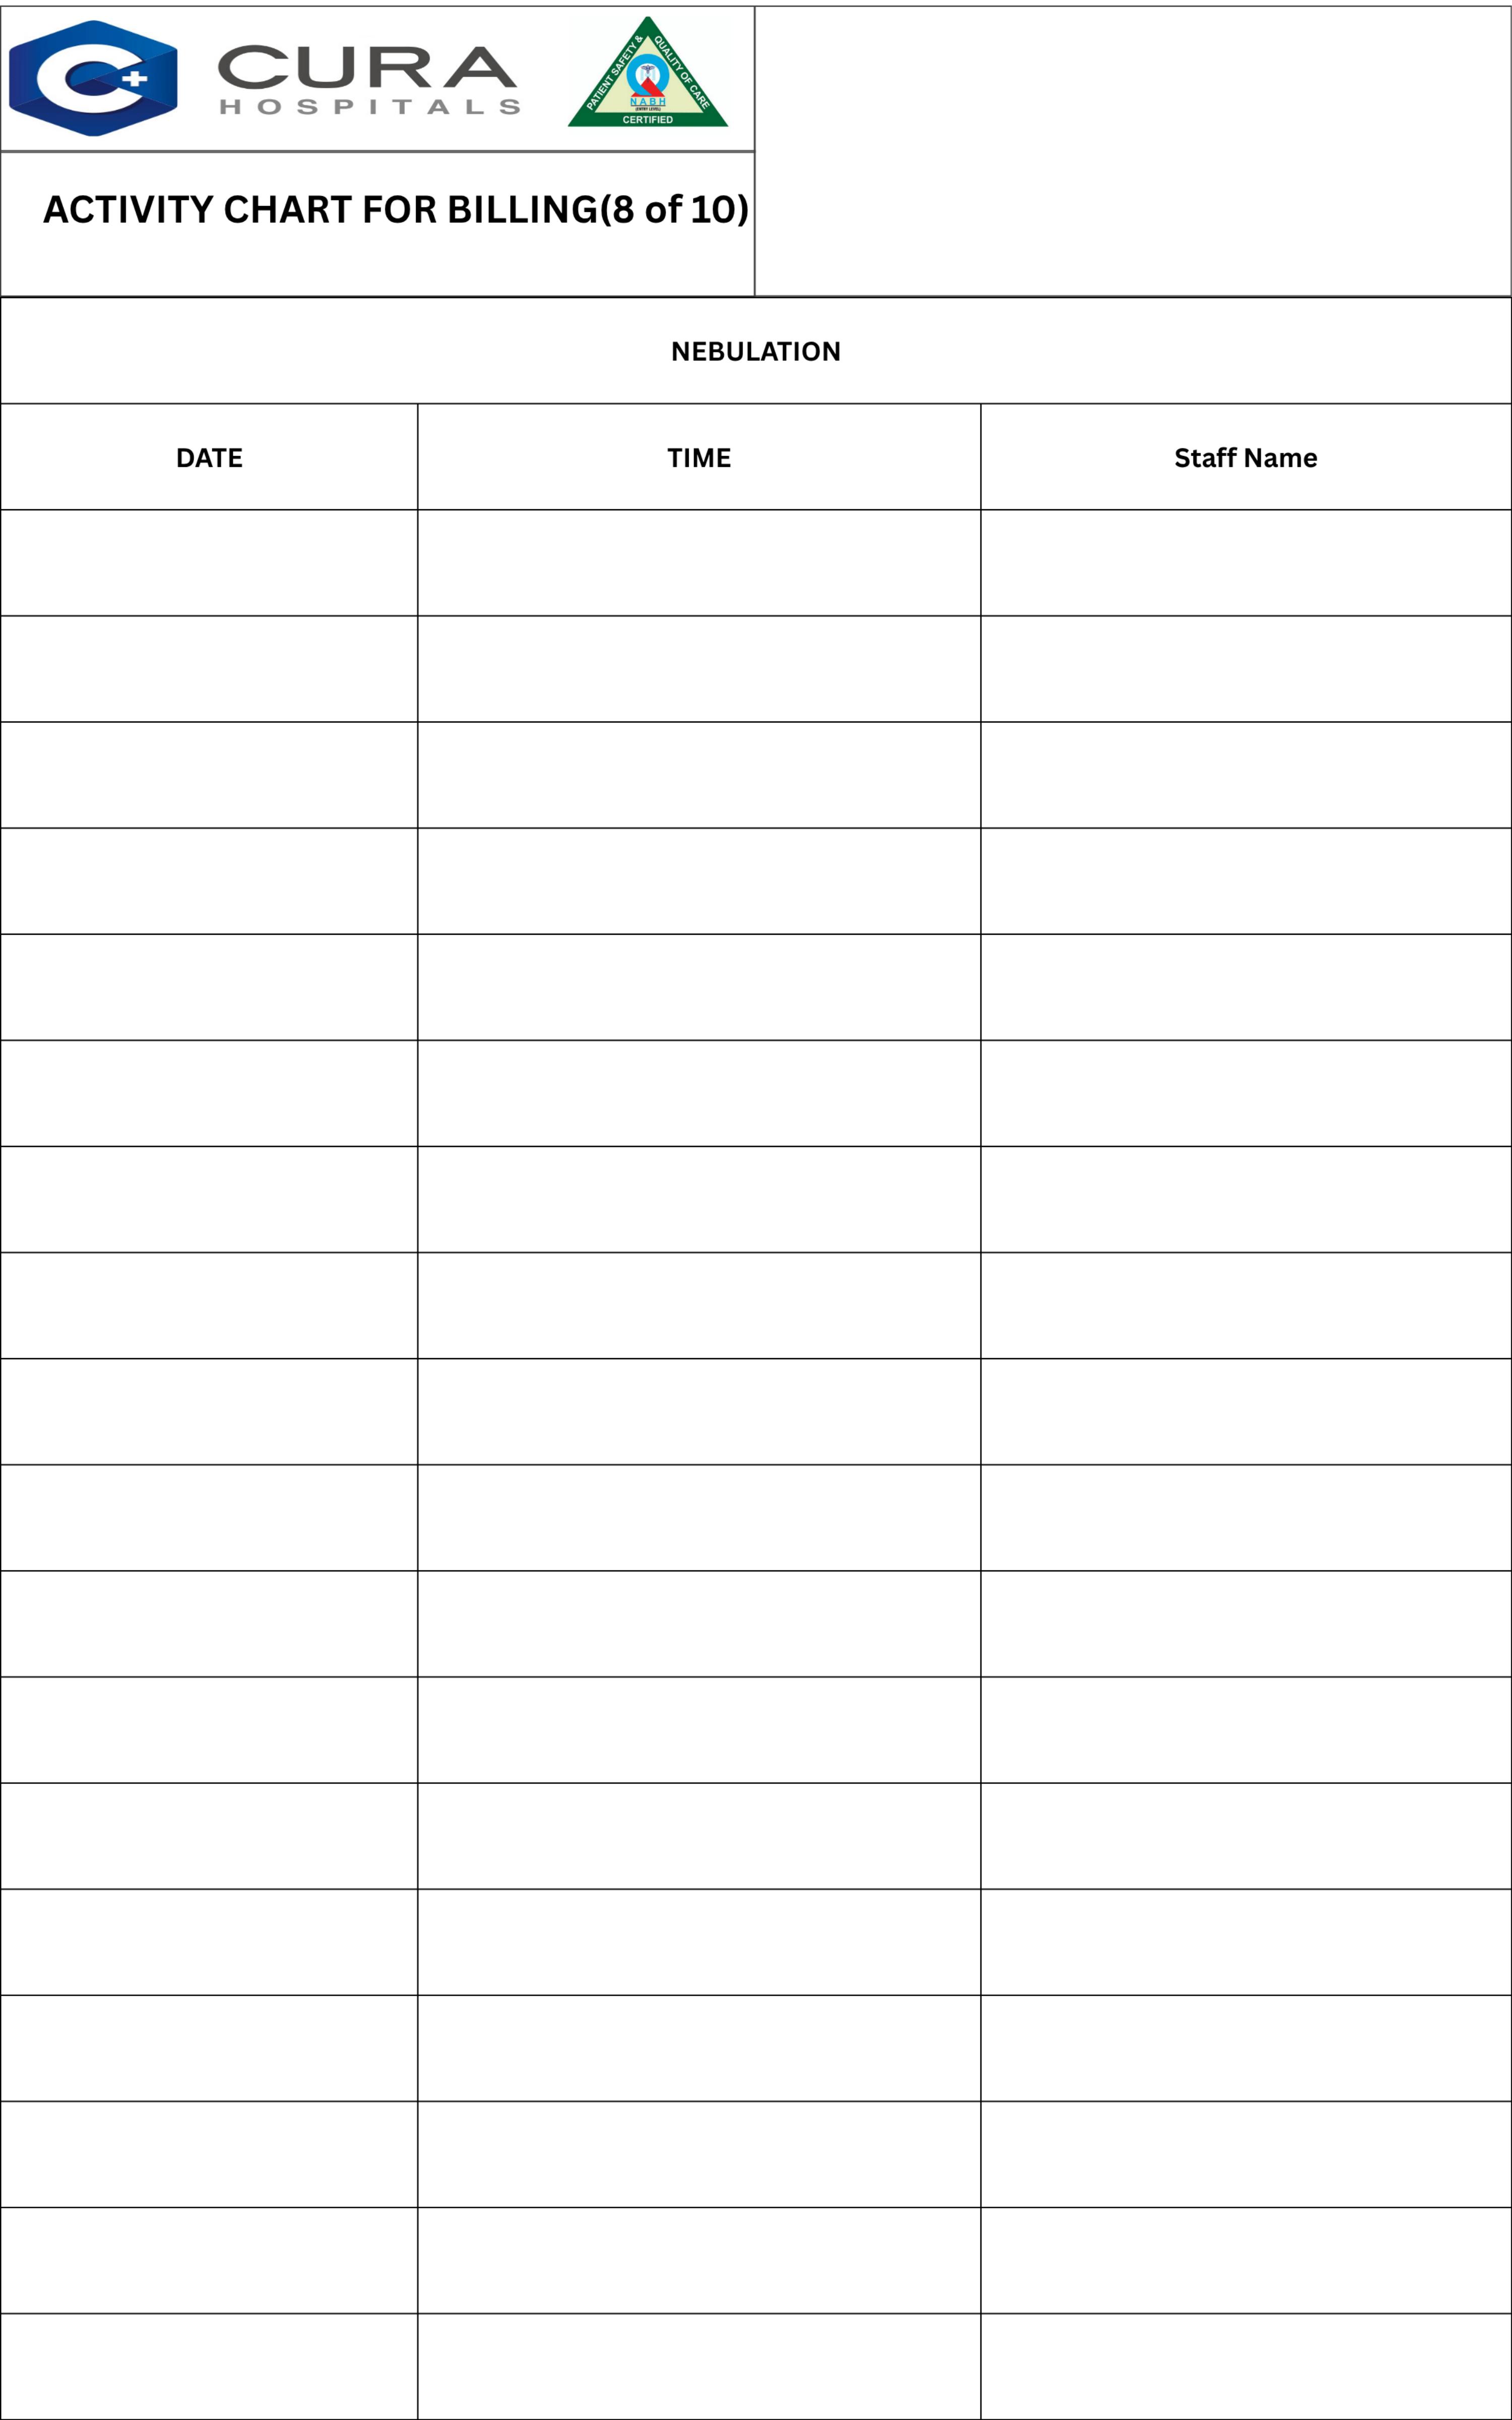 CURA
HOSPITALS
PATIENT SAFETY & QUALITY OF CARE
NABH
(ENTRY LEVEL)
CERTIFIED
ACTIVITY CHART FOR BILLING(8 of 10)
NEBULATION
DATE TIME Staff Name